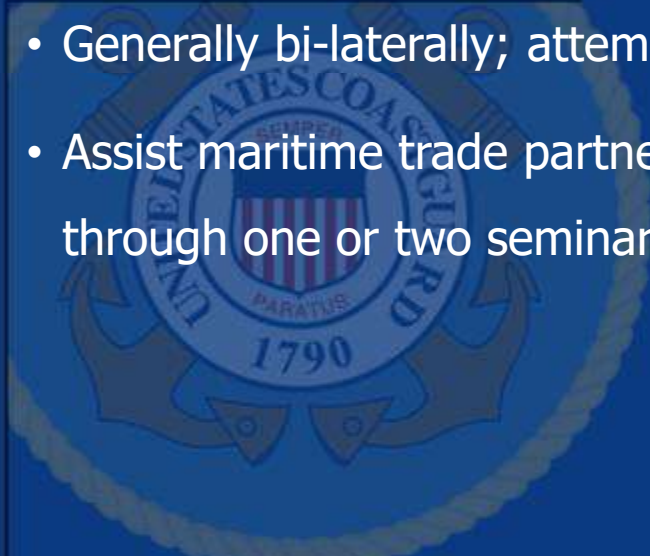 • Generally bi-laterally; attem
• Assist maritime trade partne
through one or two seminar
UNITED STATES COAST GUARD
SEMPER
PARATUS
1790